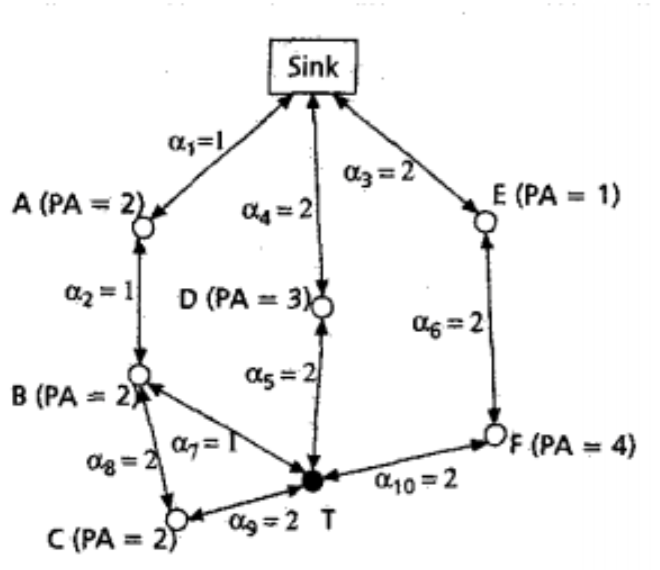 Sink
α₁=1
α₃ = 2
A (PA = 2)
α₄ = 2
E (PA = 1)
α₂ = 1
D (PA = 3)
α₆ = 2
α₅ = 2
B (PA = 2)
α₇ = 1
α₈ = 2
F (PA = 4)
α₁₀ = 2
α₉ = 2
T
C (PA = 2)